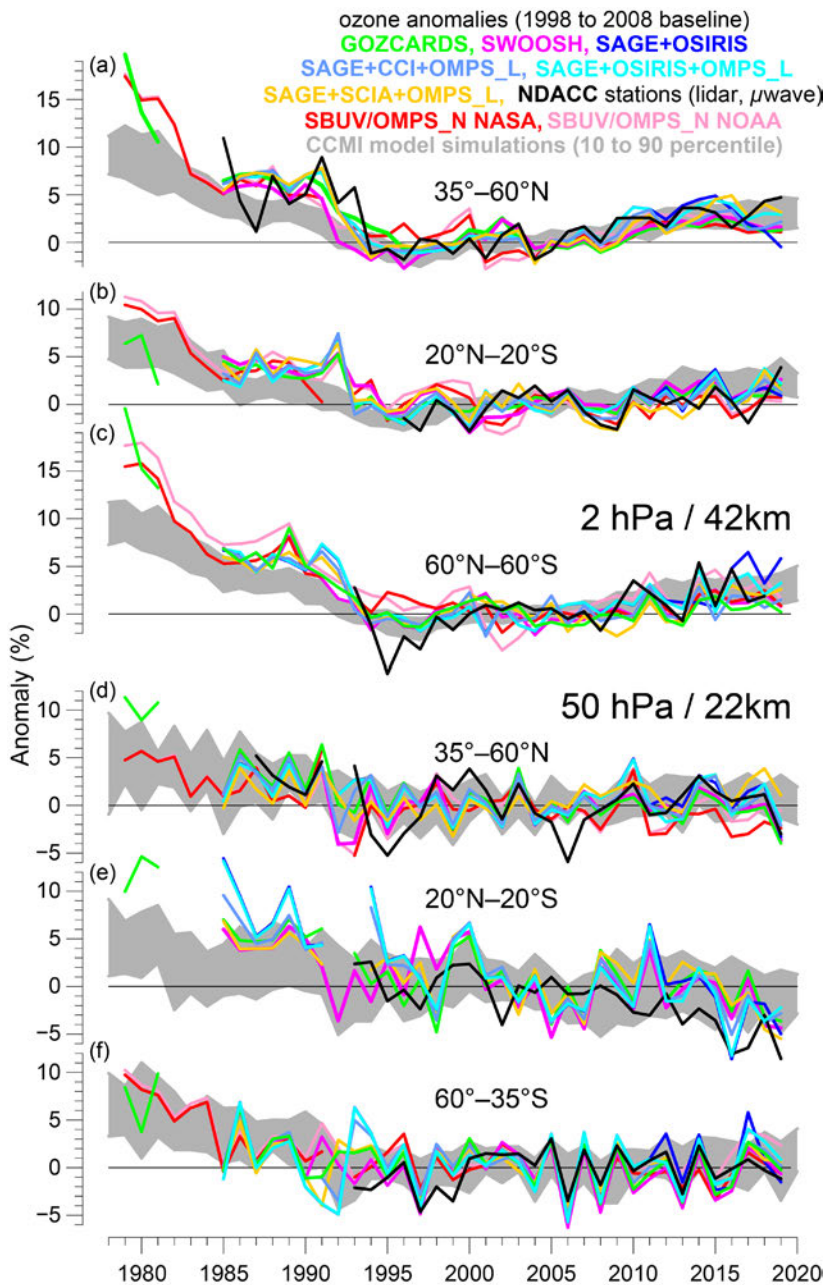 ozone anomalies (1998 to 2008 baseline)
GOZCARDS, SWOOSH, SAGE+OSIRIS
SAGE+CCI+OMPS_L, SAGE+OSIRIS+OMPS_L
SAGE+SCIA+OMPS_L, NDACC stations (lidar, μwave)
SBUV/OMPS_N NASA, SBUV/OMPS_N NOAA
CCMI model simulations (10 to 90 percentile)
(a)
35°–60°N
15
10
5
0
(b)
20°N–20°S
10
5
0
(c)
2 hPa / 42km
60°N–60°S
15
10
5
0
Anomaly (%)
(d)
50 hPa / 22km
35°–60°N
10
5
0
−5
(e)
20°N–20°S
10
5
0
−5
(f)
60°–35°S
10
5
0
−5
1980 1985 1990 1995 2000 2005 2010 2015 2020